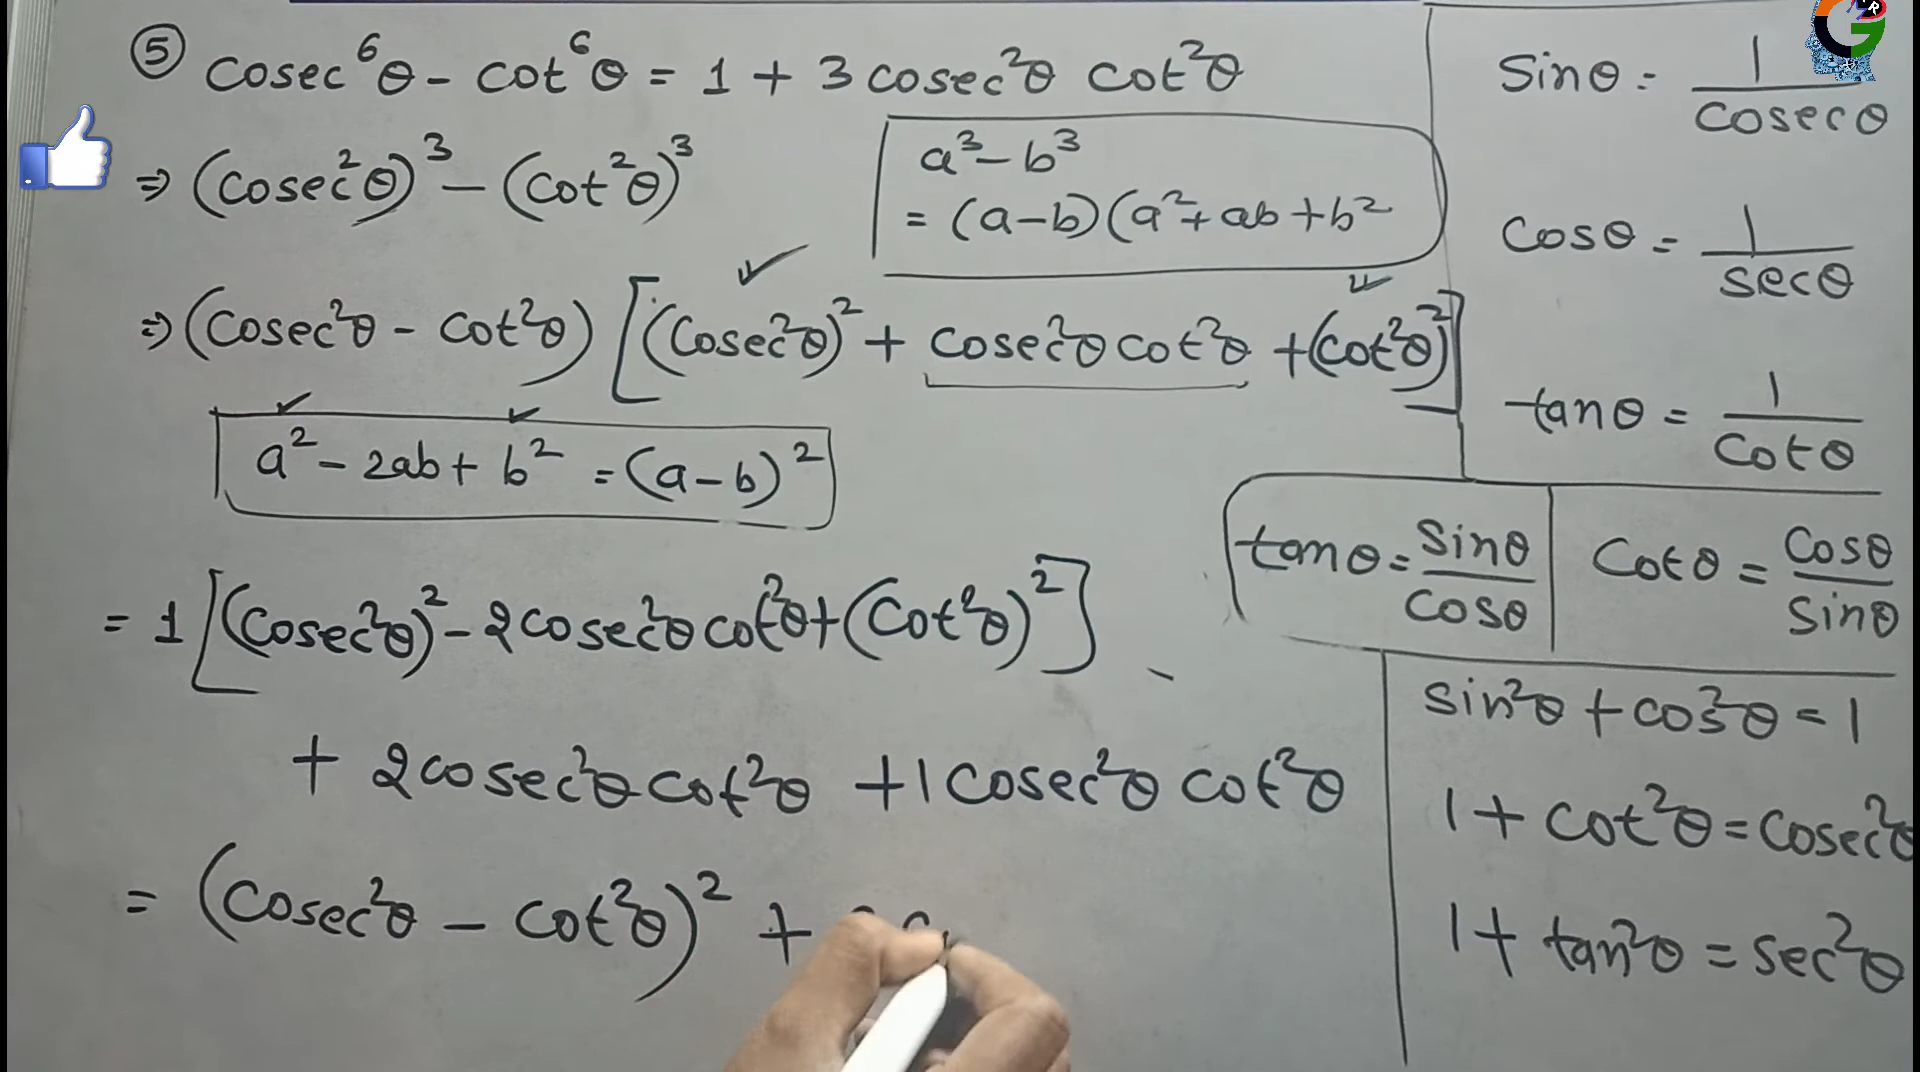 ⑤ cosec⁶θ - cot⁶θ = 1 + 3 cosec²θ cot²θ
⇒ (cosec²θ)³ - (cot²θ)³
a³ - b³
= (a-b)(a² + ab + b²
⇒ (cosec²θ - cot²θ) [(cosec²θ)² + cosec²θ cot²θ + (cot²θ)²]
a² - 2ab + b² = (a-b)²
= 1 [(cosec²θ)² - 2cosec²θ cot²θ + (cot²θ)²]
+ 2cosec²θ cot²θ + 1 cosec²θ cot²θ
= (cosec²θ - cot²θ)² +
sinθ = 1/cosecθ
cosθ = 1/secθ
tanθ = 1/cotθ
tanθ = sinθ/cosθ
cotθ = cosθ/sinθ
sin²θ + cos²θ = 1
1 + cot²θ = cosec²θ
1 + tan²θ = sec²θ